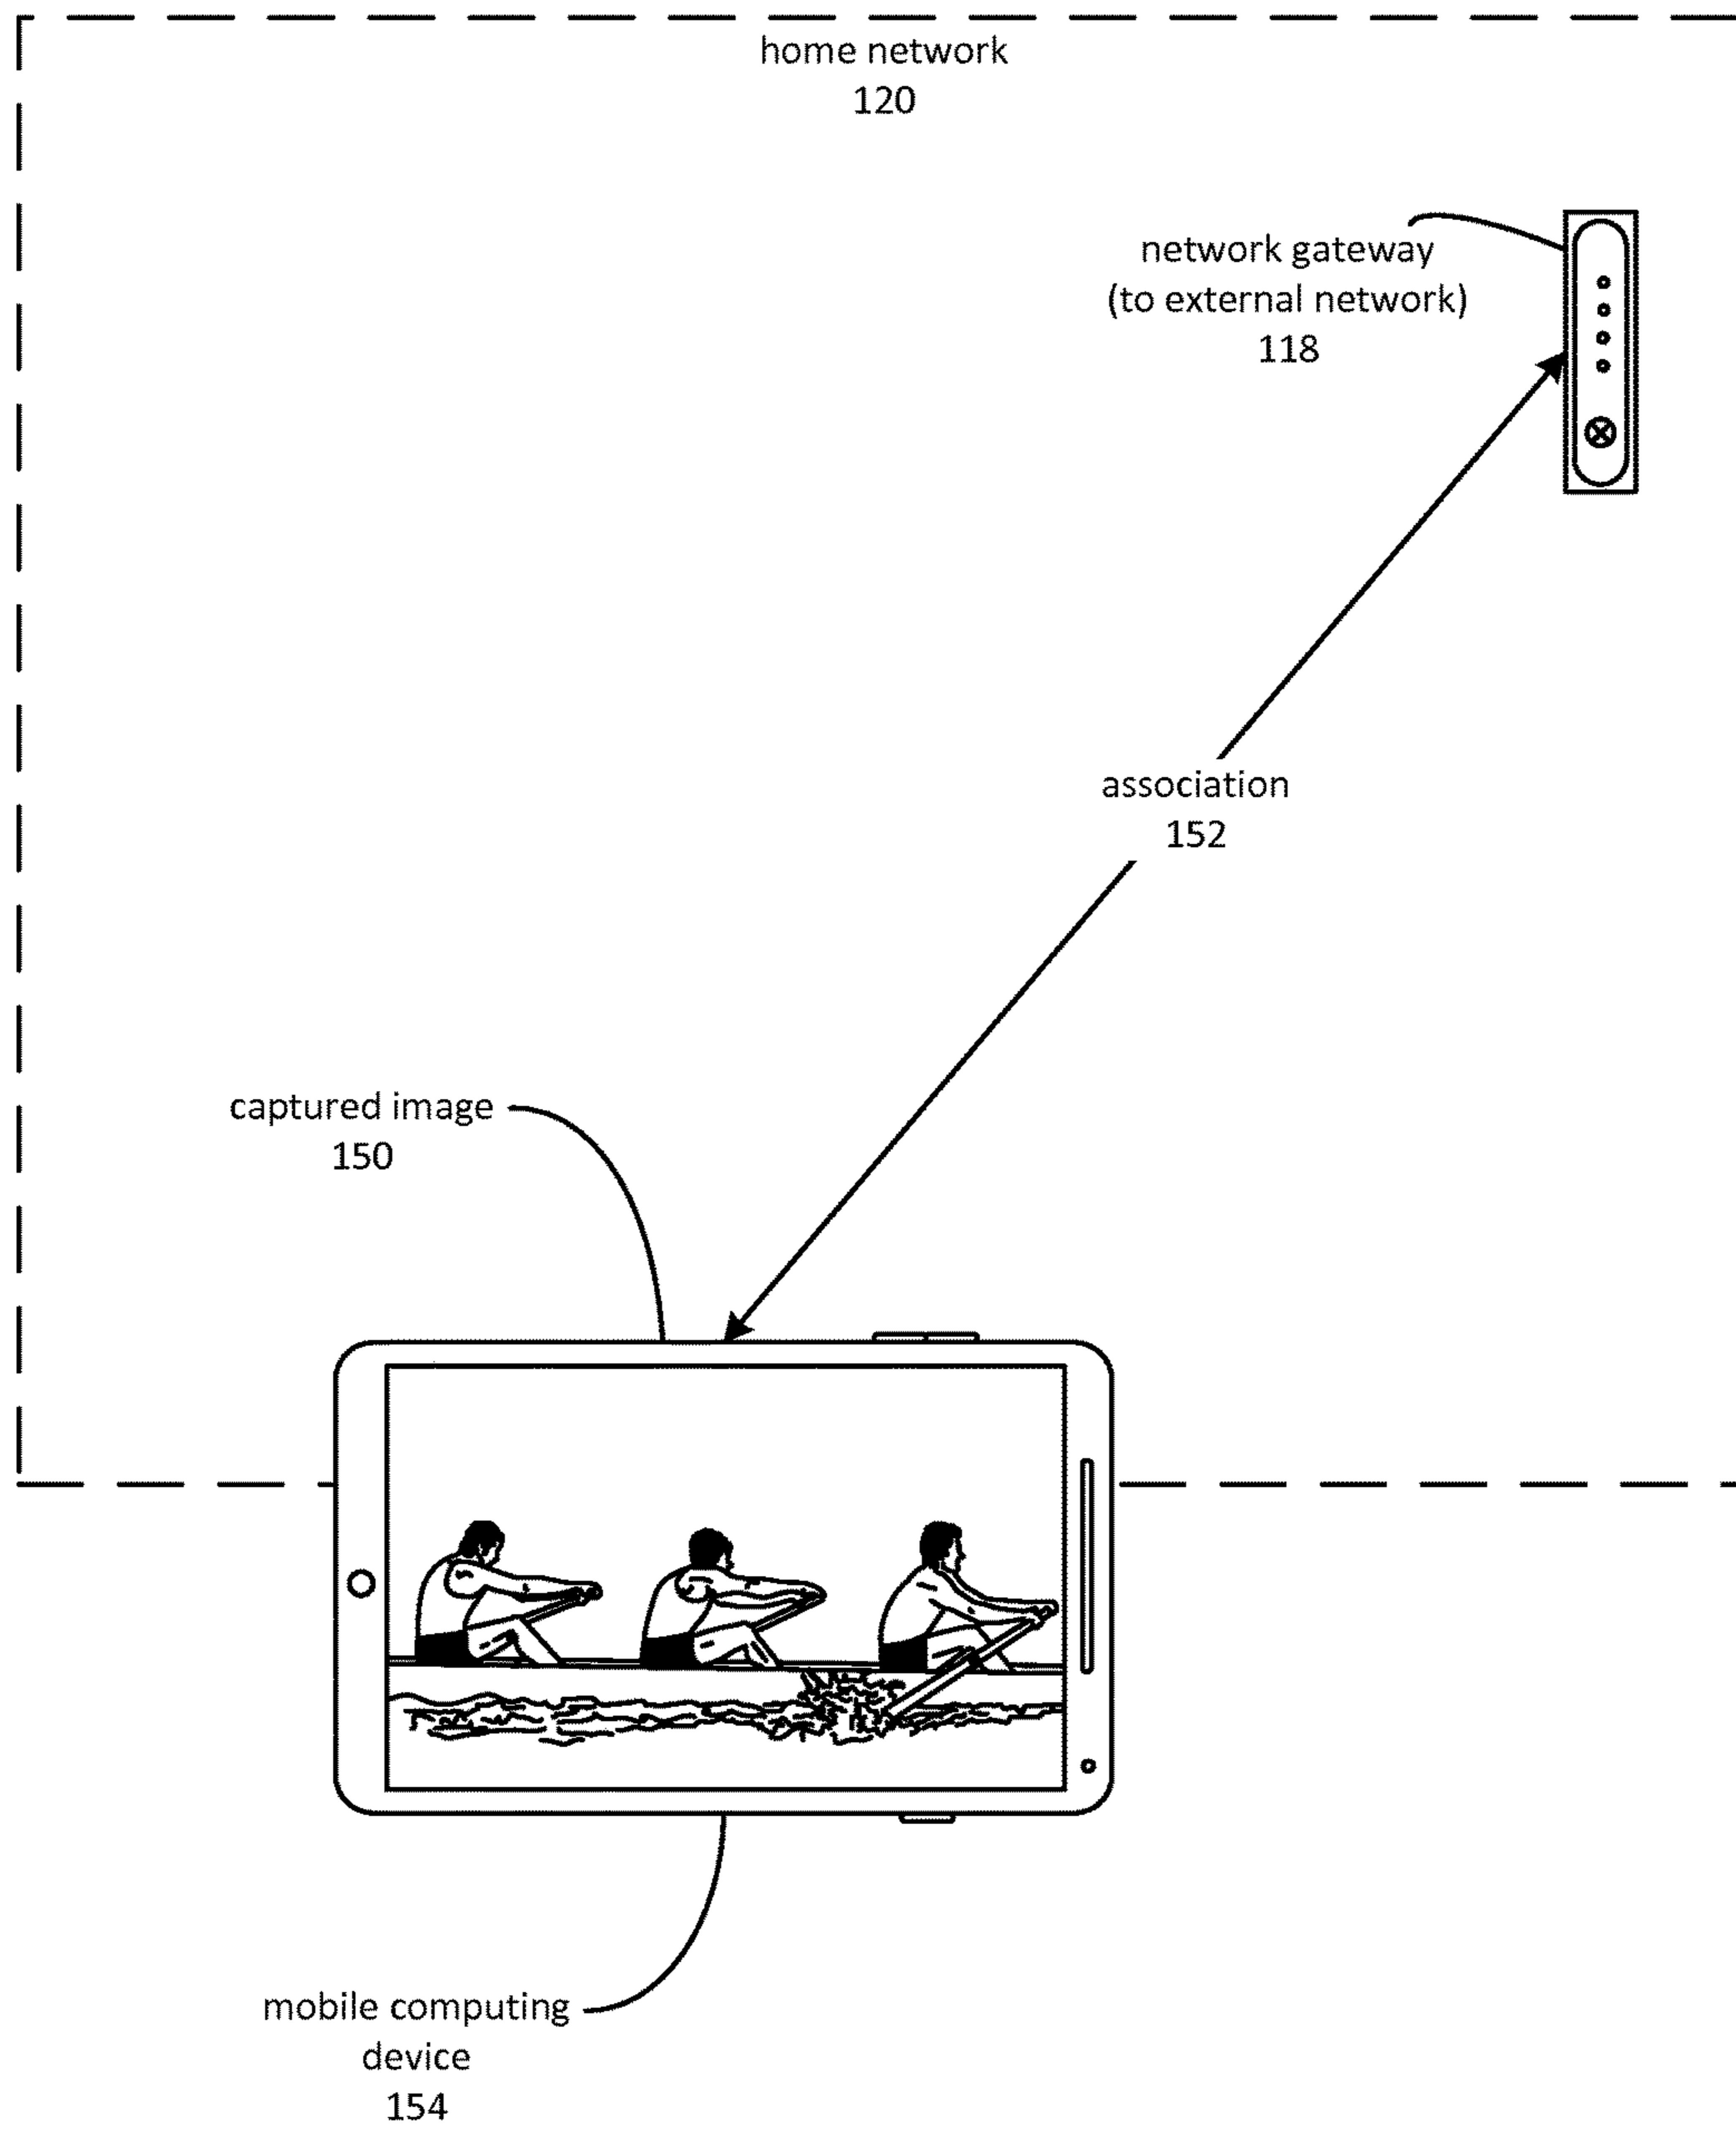 home network
120
network gateway
(to external network)
118
association
152
captured image
150
mobile computing
device
154